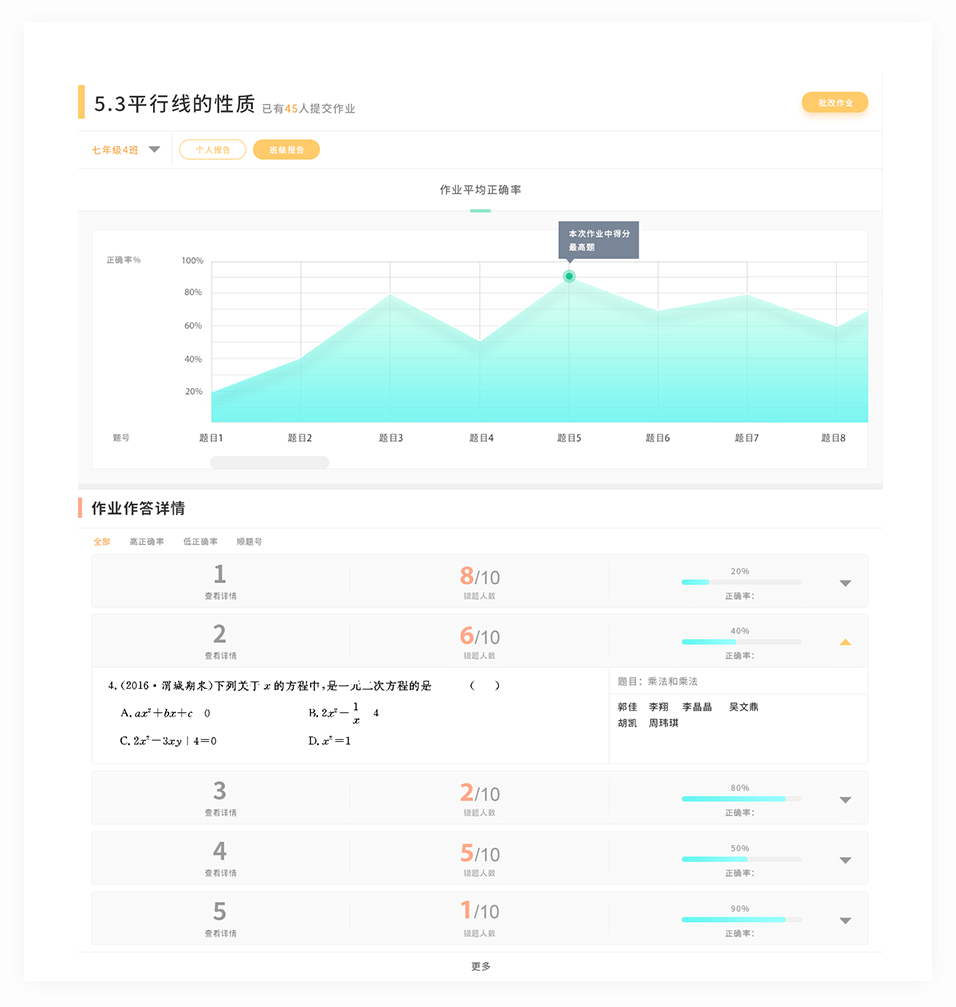 5.3平行线的性质 已有45人提交作业
批改作业
七年级4班
个人报告
班级报告
作业平均正确率
本次作业中得分
最高题
正确率%
100%
80%
60%
40%
20%
题号
题目1 题目2 题目3 题目4 题目5 题目6 题目7 题目8
作业作答详情
全部 高正确率 低正确率 顺题号
1
查看详情
8/10
错题人数
20%
正确率:
2
查看详情
6/10
错题人数
40%
正确率:
4.(2016·渭城期末)下列关于 x 的方程中,是一元二次方程的是 ( )
A. ax²+bx+c 0
B. 2x²-1/x 4
C. 2x²-3xy | 4=0
D. x²=1
题目：乘法和乘法
郭佳 李翔 李晶晶 吴文鼎
胡凯 周玮琪
3
查看详情
2/10
错题人数
80%
正确率:
4
查看详情
5/10
错题人数
50%
正确率:
5
查看详情
1/10
错题人数
90%
正确率:
更多